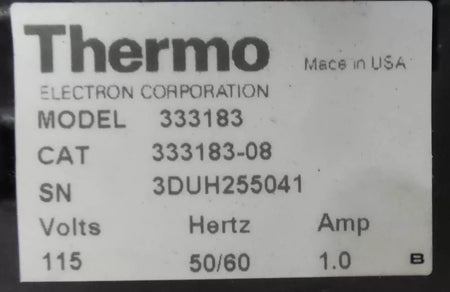 Thermo Made in USA
ELECTRON CORPORATION
MODEL 333183
CAT 333183-08
SN 3DUH255041
Volts Hertz Amp
115 50/60 1.0 B